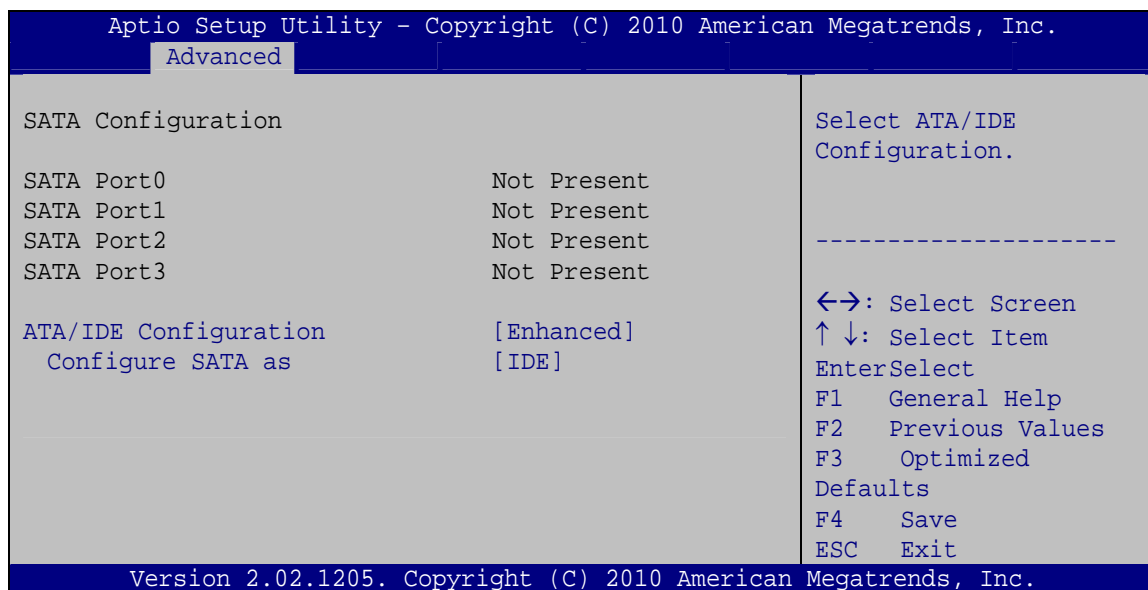 Aptio Setup Utility – Copyright (C) 2010 American Megatrends, Inc.
Advanced
SATA Configuration
SATA Port0 Not Present
SATA Port1 Not Present
SATA Port2 Not Present
SATA Port3 Not Present
ATA/IDE Configuration [Enhanced]
Configure SATA as [IDE]
Select ATA/IDE
Configuration.
---------------------
←→: Select Screen
↑ ↓: Select Item
EnterSelect
F1 General Help
F2 Previous Values
F3 Optimized
Defaults
F4 Save
ESC Exit
Version 2.02.1205. Copyright (C) 2010 American Megatrends, Inc.